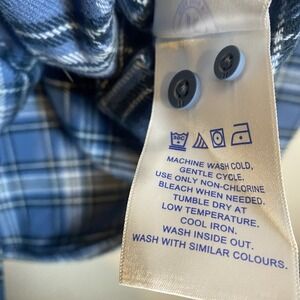 MACHINE WASH COLD,
GENTLE CYCLE.
USE ONLY NON-CHLORINE
BLEACH WHEN NEEDED.
TUMBLE DRY AT
LOW TEMPERATURE.
COOL IRON.
WASH INSIDE OUT.
WASH WITH SIMILAR COLOURS.